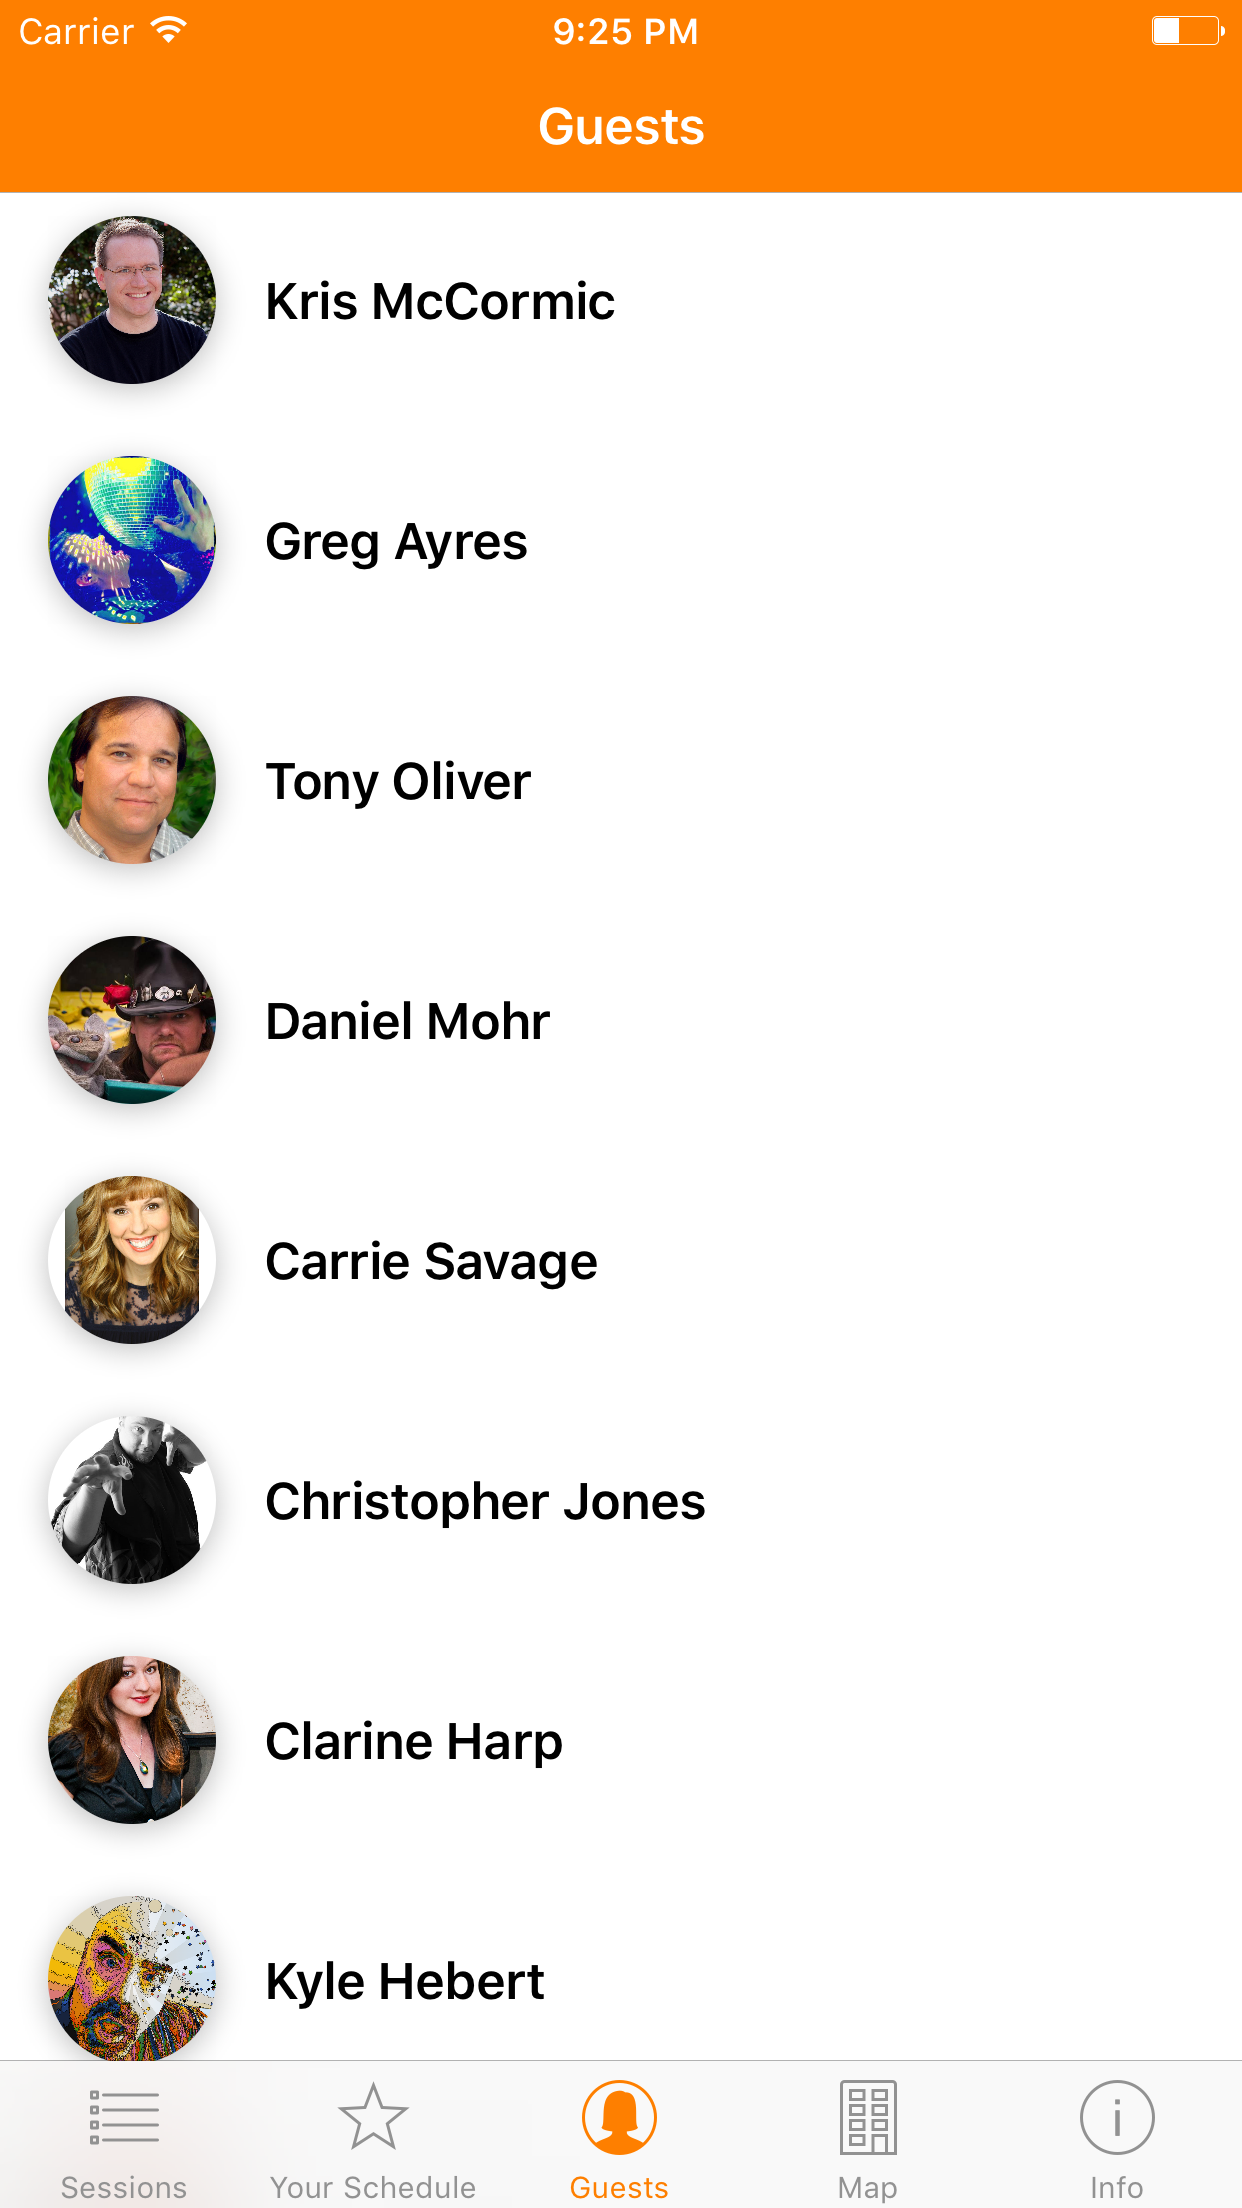 Carrier 9:25 PM
Guests
Kris McCormic
Greg Ayres
Tony Oliver
Daniel Mohr
Carrie Savage
Christopher Jones
Clarine Harp
Kyle Hebert
Sessions Your Schedule Guests Map Info